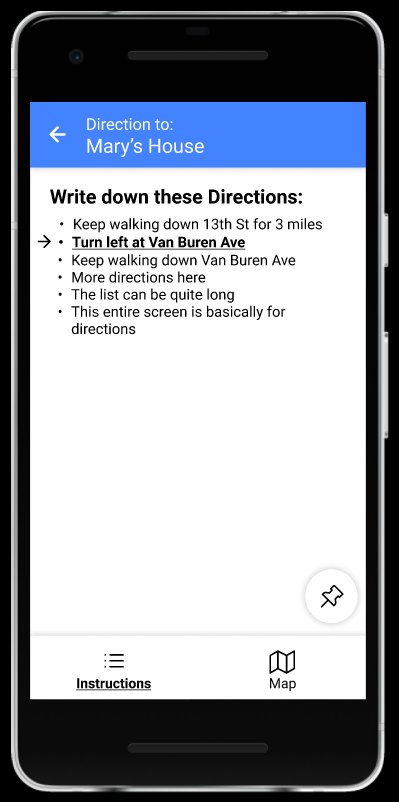 Direction to:
Mary's House
Write down these Directions:
• Keep walking down 13th St for 3 miles
• Turn left at Van Buren Ave
• Keep walking down Van Buren Ave
• More directions here
• The list can be quite long
• This entire screen is basically for
directions
Instructions
Map